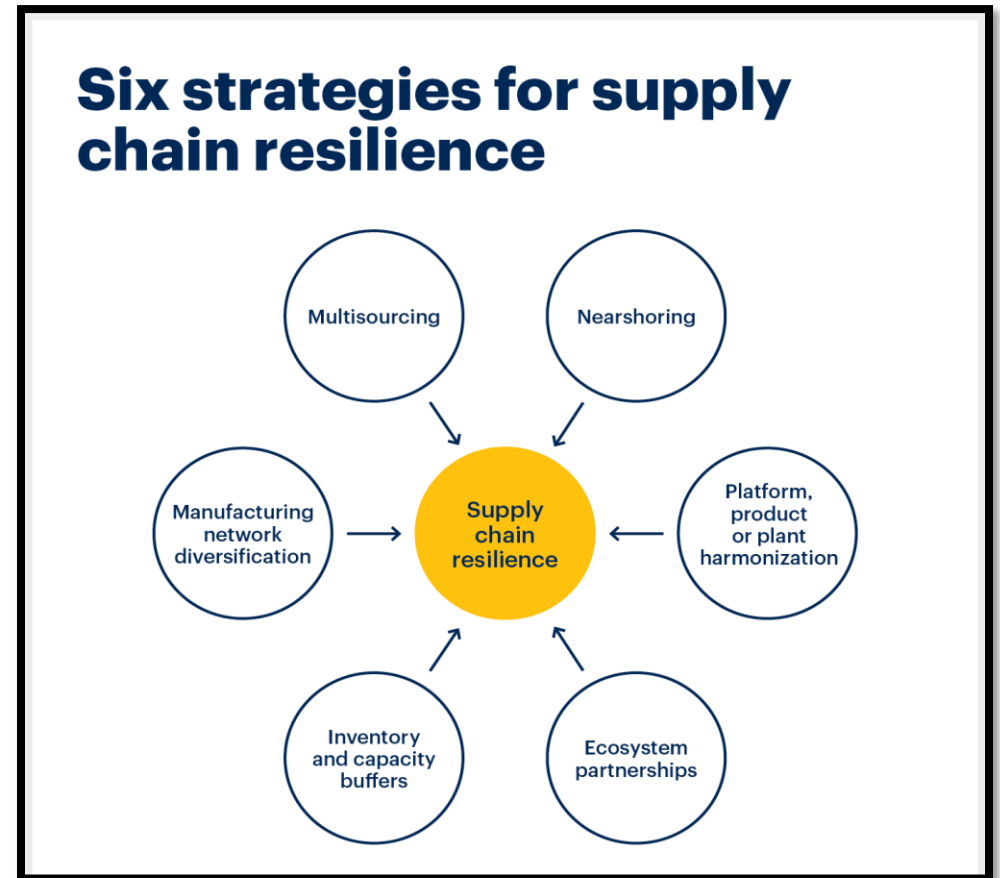 Six strategies for supply
chain resilience
Multisourcing
Nearshoring
Manufacturing
network
diversification
Supply
chain
resilience
Platform,
product
or plant
harmonization
Inventory
and capacity
buffers
Ecosystem
partnerships